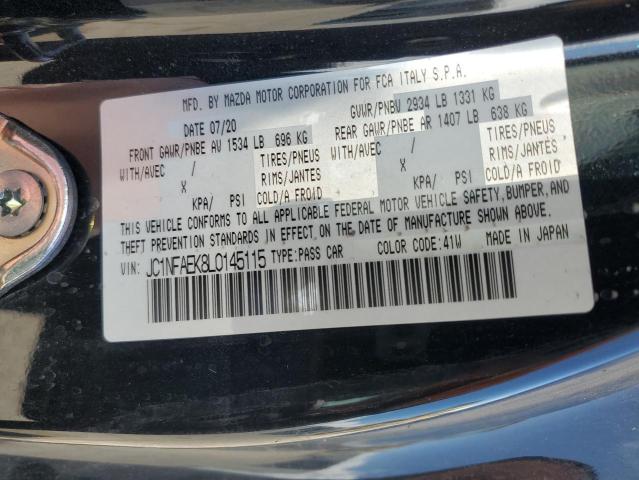 MFD. BY MAZDA MOTOR CORPORATION FOR FCA ITALY S.P.A.
DATE 07/20 GVWR/PNBV 2934 LB 1331 KG
FRONT GAWR/PNBE AV 1534 LB 696 KG REAR GAWR/PNBE AR 1407 LB 638 KG
WITH/AVEC / TIRES/PNEUS WITH/AVEC / TIRES/PNEUS
X RIMS/JANTES X RIMS/JANTES
KPA/ PSI COLD/A FROID KPA/ PSI COLD/A FROID
THIS VEHICLE CONFORMS TO ALL APPLICABLE FEDERAL MOTOR VEHICLE SAFETY, BUMPER, AND
THEFT PREVENTION STANDARDS IN EFFECT ON THE DATE OF MANUFACTURE SHOWN ABOVE.
VIN: JC1NFAEK8L0145115 TYPE:PASS CAR COLOR CODE:41W MADE IN JAPAN